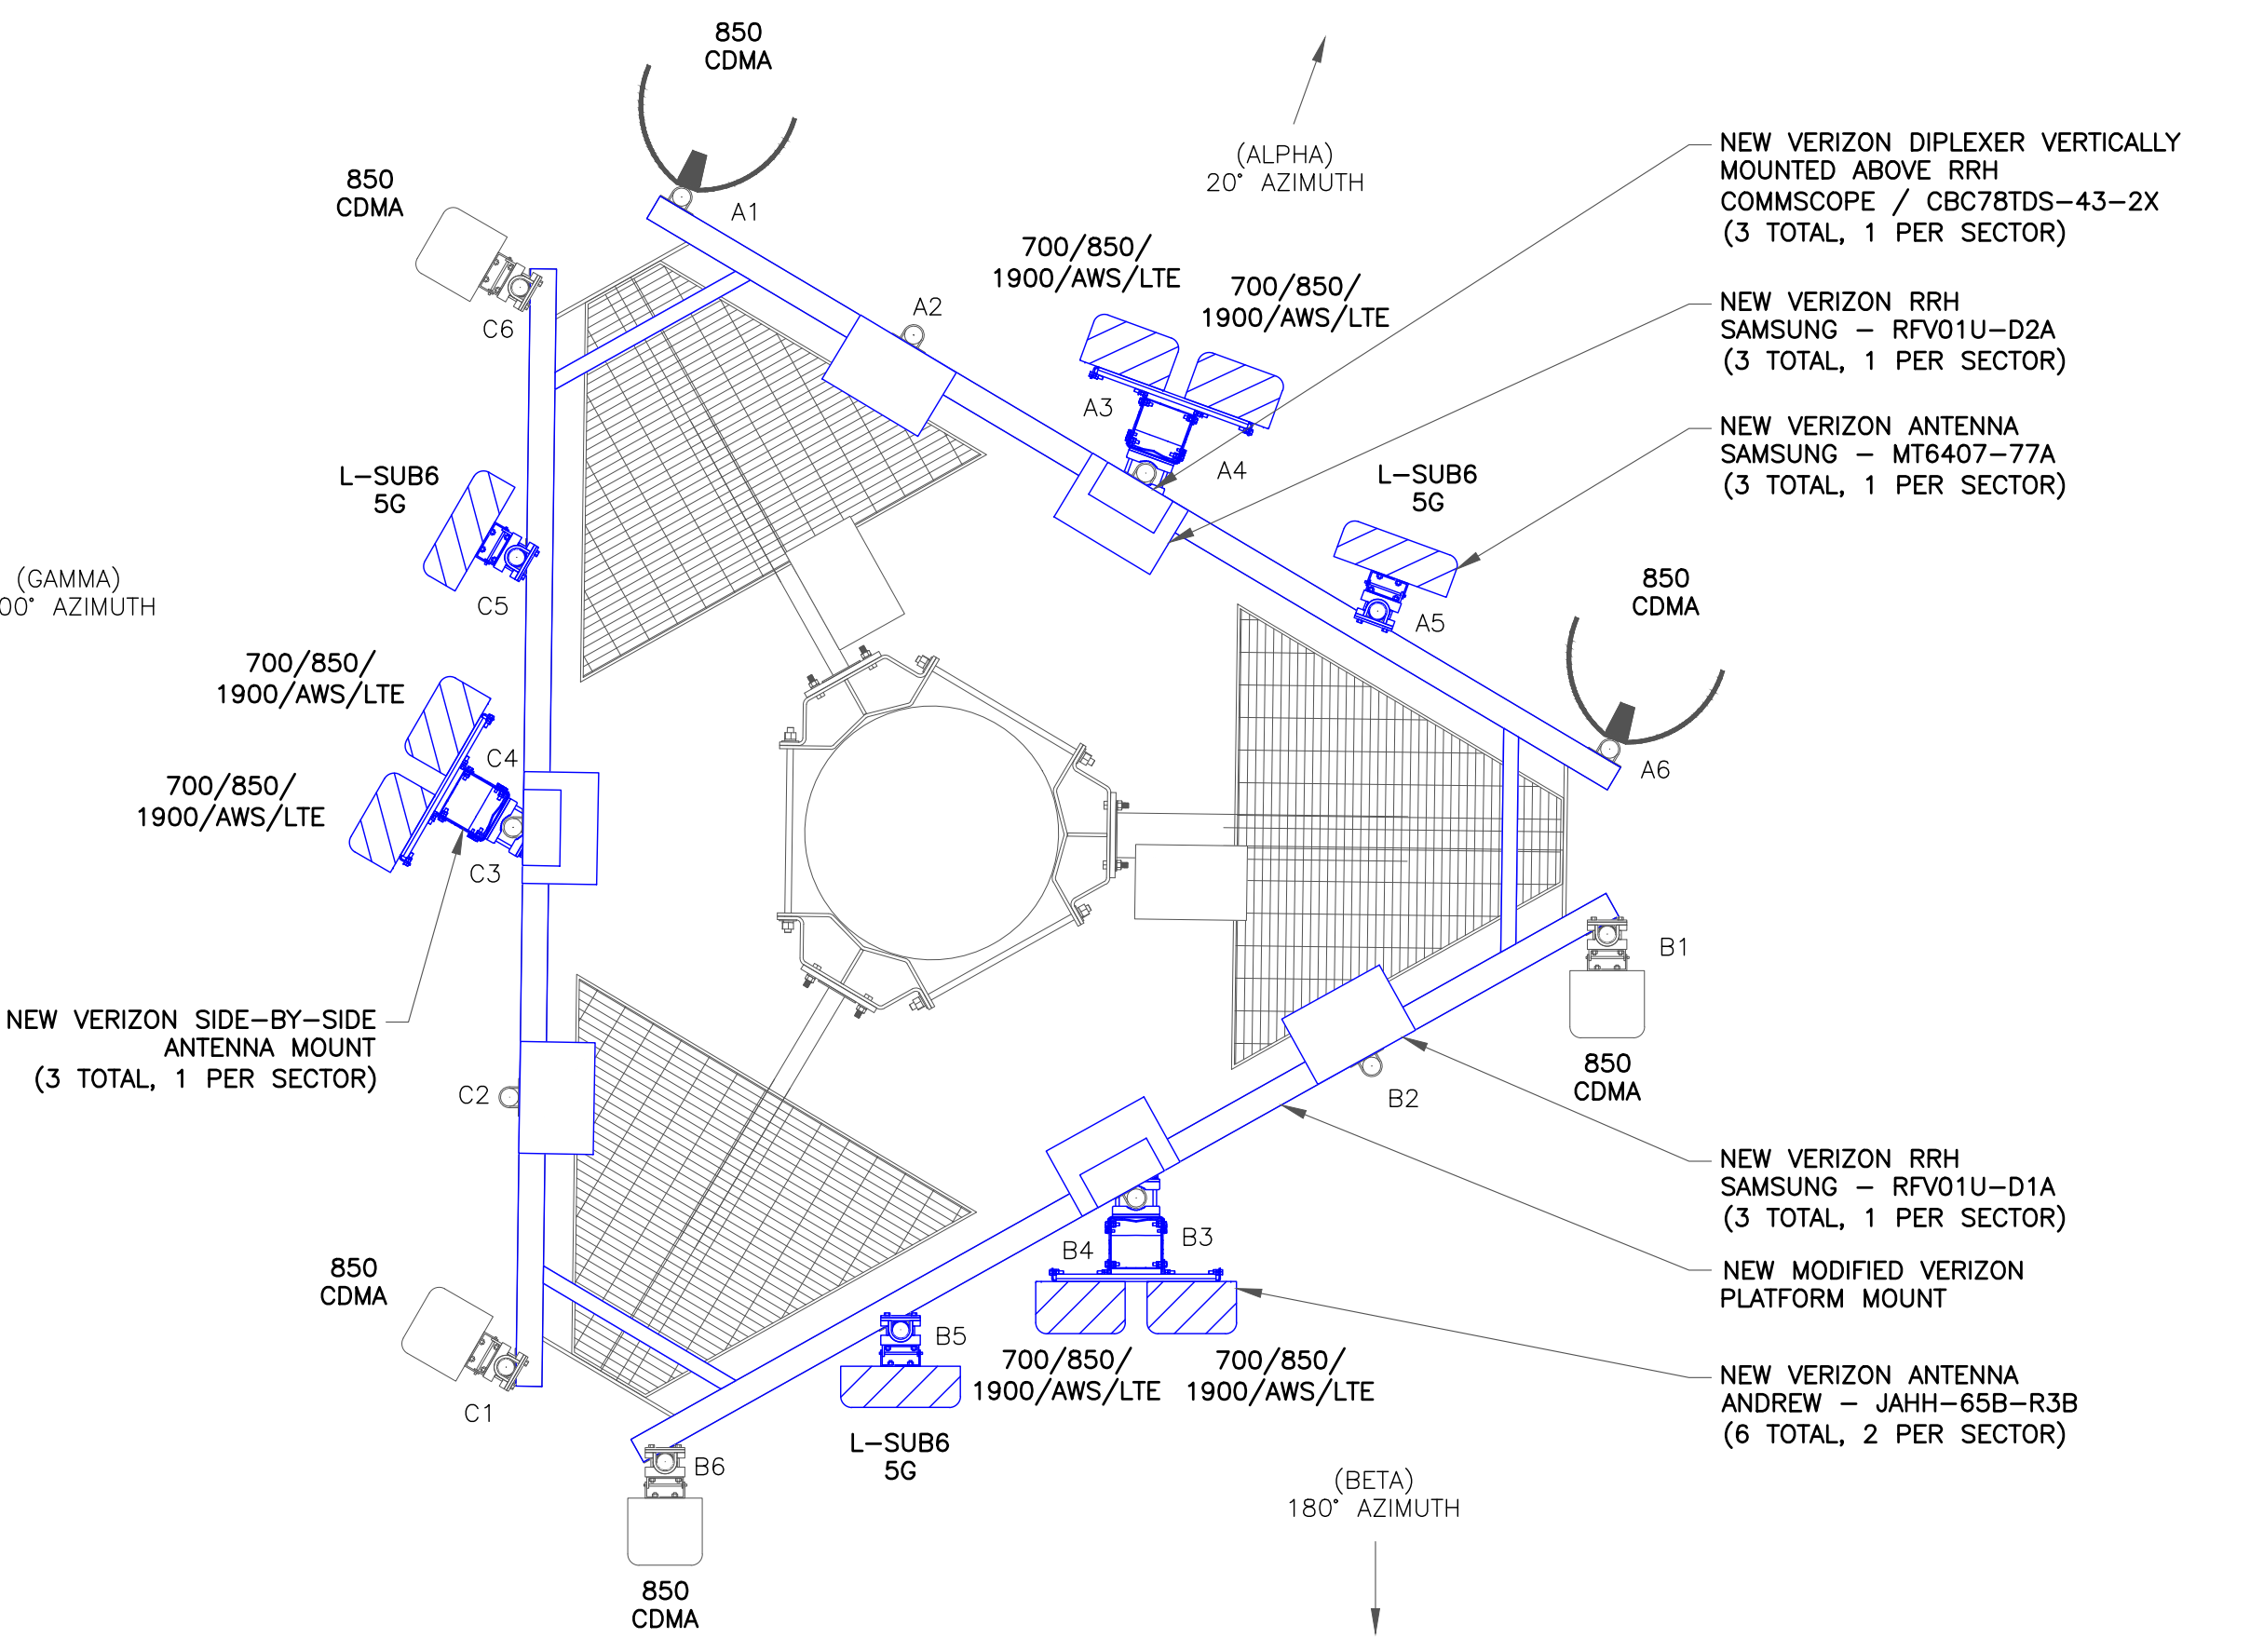 850
CDMA
(ALPHA)
20° AZIMUTH
NEW VERIZON DIPLEXER VERTICALLY
MOUNTED ABOVE RRH
COMMSCOPE / CBC78TDS-43-2X
(3 TOTAL, 1 PER SECTOR)
850
CDMA
A1
C6
A2
700/850/
1900/AWS/LTE
700/850/
1900/AWS/LTE
A3
A4
NEW VERIZON RRH
SAMSUNG - RFV01U-D2A
(3 TOTAL, 1 PER SECTOR)
NEW VERIZON ANTENNA
SAMSUNG - MT6407-77A
(3 TOTAL, 1 PER SECTOR)
L-SUB6
5G
L-SUB6
5G
A5
850
CDMA
(GAMMA)
00° AZIMUTH
C5
700/850/
1900/AWS/LTE
C4
700/850/
1900/AWS/LTE
C3
A6
B1
850
CDMA
NEW VERIZON SIDE-BY-SIDE
ANTENNA MOUNT
(3 TOTAL, 1 PER SECTOR)
C2
B2
NEW VERIZON RRH
SAMSUNG - RFV01U-D1A
(3 TOTAL, 1 PER SECTOR)
B4
B3
NEW MODIFIED VERIZON
PLATFORM MOUNT
850
CDMA
C1
B5
700/850/
1900/AWS/LTE
700/850/
1900/AWS/LTE
NEW VERIZON ANTENNA
ANDREW - JAHH-65B-R3B
(6 TOTAL, 2 PER SECTOR)
L-SUB6
5G
B6
(BETA)
180° AZIMUTH
850
CDMA